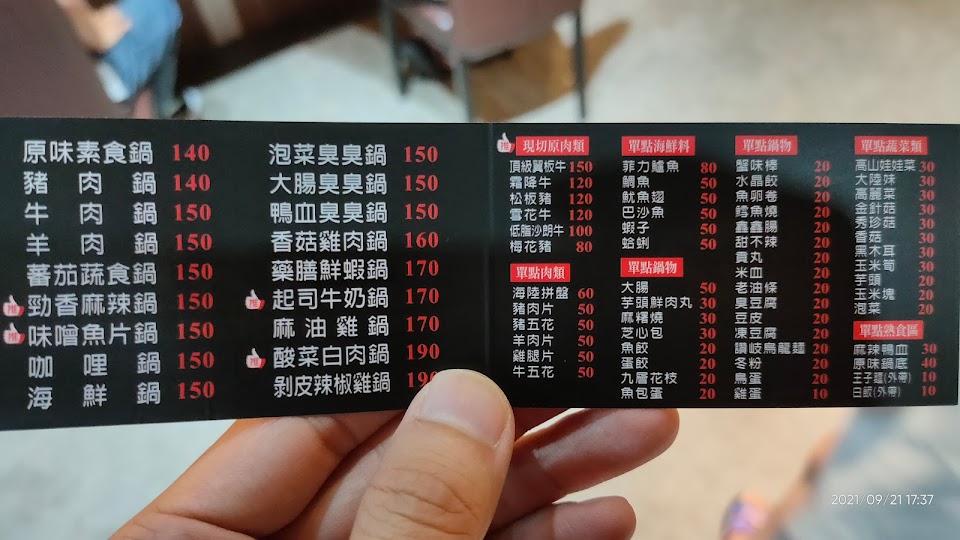 原味素食鍋 140
豬肉鍋 140
牛肉鍋 150
羊肉鍋 150
蕃茄蔬食鍋 150
推 勁香麻辣鍋 150
推 味噌魚片鍋 150
咖哩鍋 150
海鮮鍋 150
泡菜臭臭鍋 150
大腸臭臭鍋 150
鴨血臭臭鍋 150
香菇雞肉鍋 160
藥膳鮮蝦鍋 170
推 起司牛奶鍋 170
麻油雞鍋 170
推 酸菜白肉鍋 190
剝皮辣椒雞鍋 190
推 現切原肉類
頂級翼板牛 150
霜降牛 120
松板豬 120
雪花牛 120
低脂沙朗牛 100
梅花豬 80
單點肉類
海陸拼盤 60
豬肉片 50
豬五花 50
羊肉片 50
雞腿片 50
牛五花 50
單點海鮮料
菲力鱸魚 80
鯛魚 50
魷魚翅 50
巴沙魚 50
蝦子 50
蛤蜊 50
單點鍋物
大腸 50
芋頭鮮肉丸 30
麻糬燒 30
芝心包 30
魚餃 20
蛋餃 20
九層花枝 20
魚包蛋 20
單點鍋物
蟹味棒 20
水晶餃 20
魚卵卷 20
鱈魚燒 20
鑫鑫腸 20
甜不辣 20
貢丸 20
米血 20
老油條 20
臭豆腐 20
豆皮 20
凍豆腐 20
讚岐烏龍麵 20
冬粉 20
鳥蛋 20
雞蛋 10
單點蔬菜類
高山娃娃菜 30
大陸妹 30
高麗菜 30
金針菇 30
秀珍菇 30
香菇 30
黑木耳 30
玉米筍 30
芋頭 20
玉米塊 20
泡菜 20
單點熟食區
麻辣鴨血 30
原味鍋底 40
王子麵(外帶) 10
白飯(外帶) 10
2021/09/21 17:37